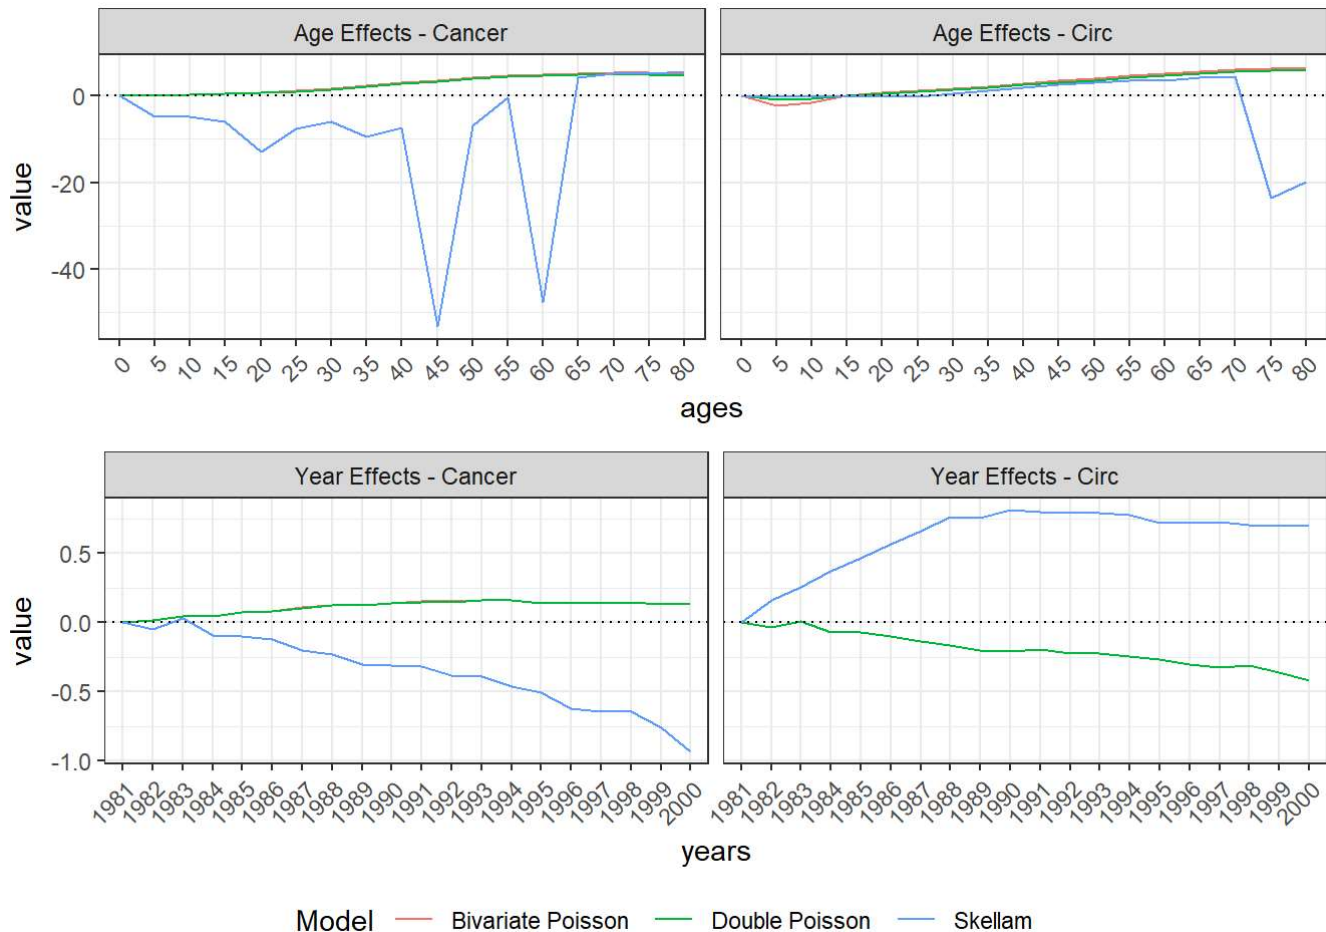 Age Effects - Cancer
Age Effects - Circ
value
0
-20
-40
0 5 10 15 20 25 30 35 40 45 50 55 60 65 70 75 80
0 5 10 15 20 25 30 35 40 45 50 55 60 65 70 75 80
ages
Year Effects - Cancer
Year Effects - Circ
value
0.5
0.0
-0.5
-1.0
1981 1982 1983 1984 1985 1986 1987 1988 1989 1990 1991 1992 1993 1994 1995 1996 1997 1998 1999 2000
1981 1982 1983 1984 1985 1986 1987 1988 1989 1990 1991 1992 1993 1994 1995 1996 1997 1998 1999 2000
years
Model Bivariate Poisson Double Poisson Skellam